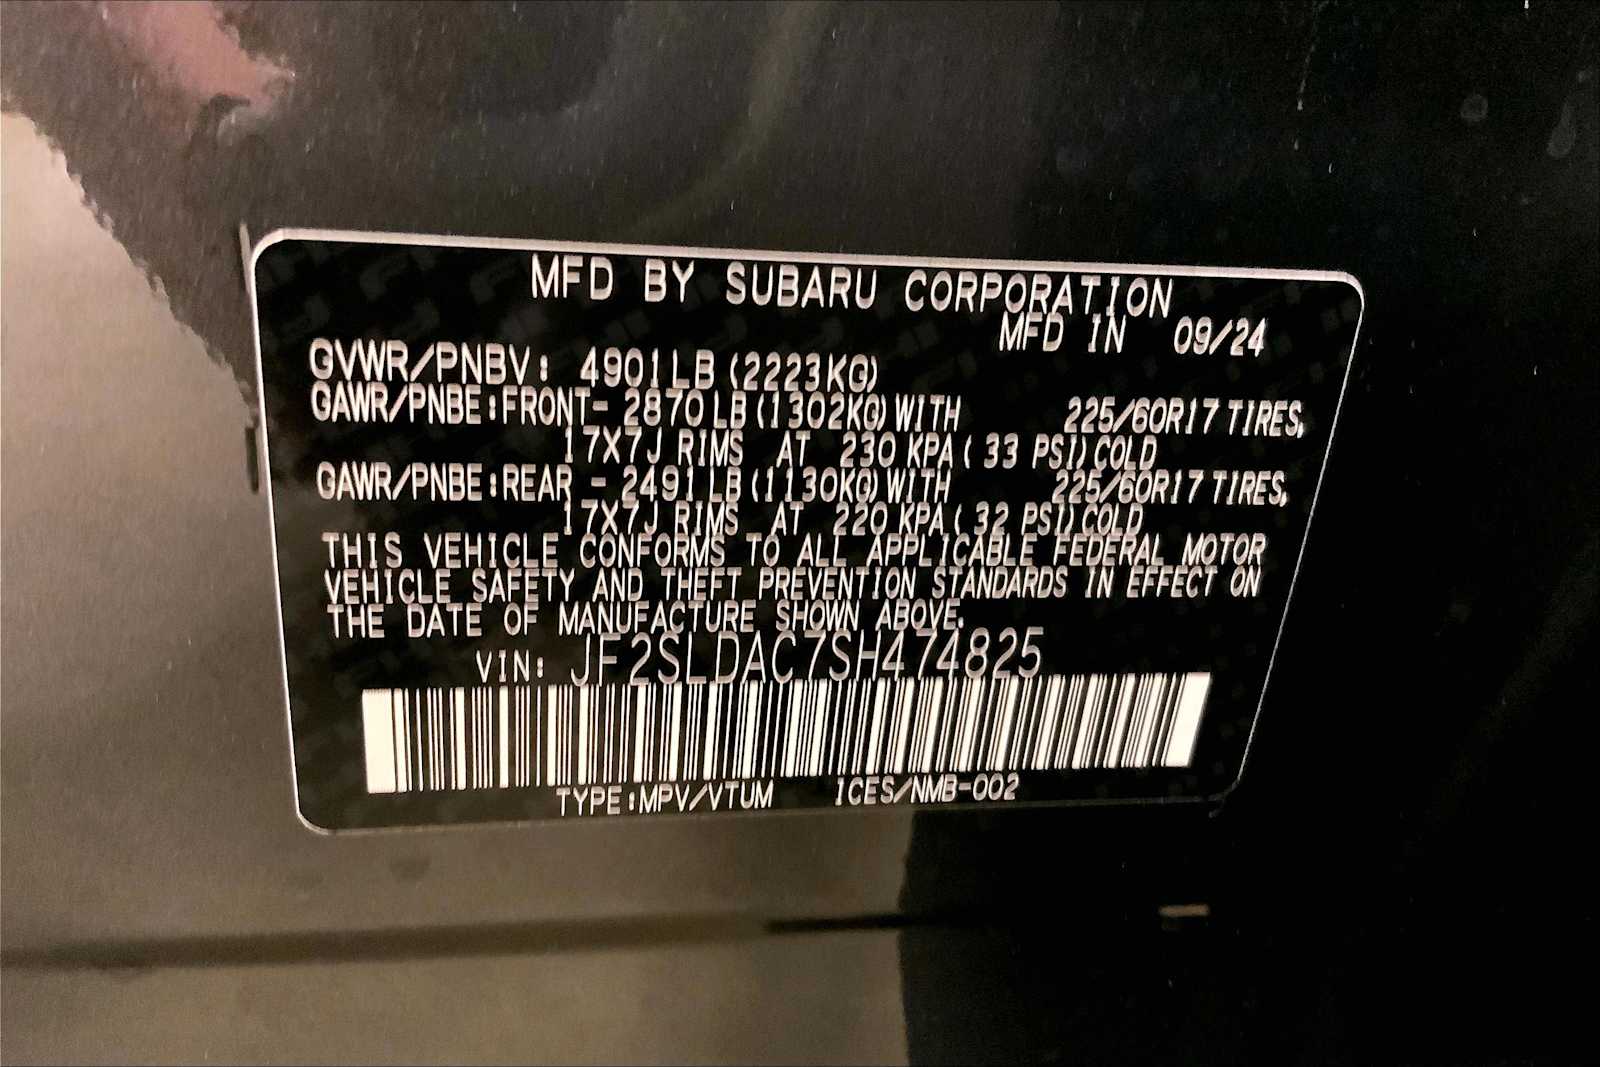 MFD BY SUBARU CORPORATION
MFD IN 09/24
GVWR/PNBV: 4901LB (2223KG)
GAWR/PNBE:FRONT- 2870LB(1302KG)WITH 225/60R17 TIRES,
17X7J RIMS AT 230 KPA( 33 PSI)COLD
GAWR/PNBE:REAR - 2491LB(1130KG)WITH 225/60R17 TIRES,
17X7J RIMS AT 220 KPA( 32 PSI)COLD
THIS VEHICLE CONFORMS TO ALL APPLICABLE FEDERAL MOTOR
VEHICLE SAFETY AND THEFT PREVENTION STANDARDS IN EFFECT ON
THE DATE OF MANUFACTURE SHOWN ABOVE.
VIN: JF2SLDAC7SH474825
TYPE:MPV/VTUM ICES/NMB-002